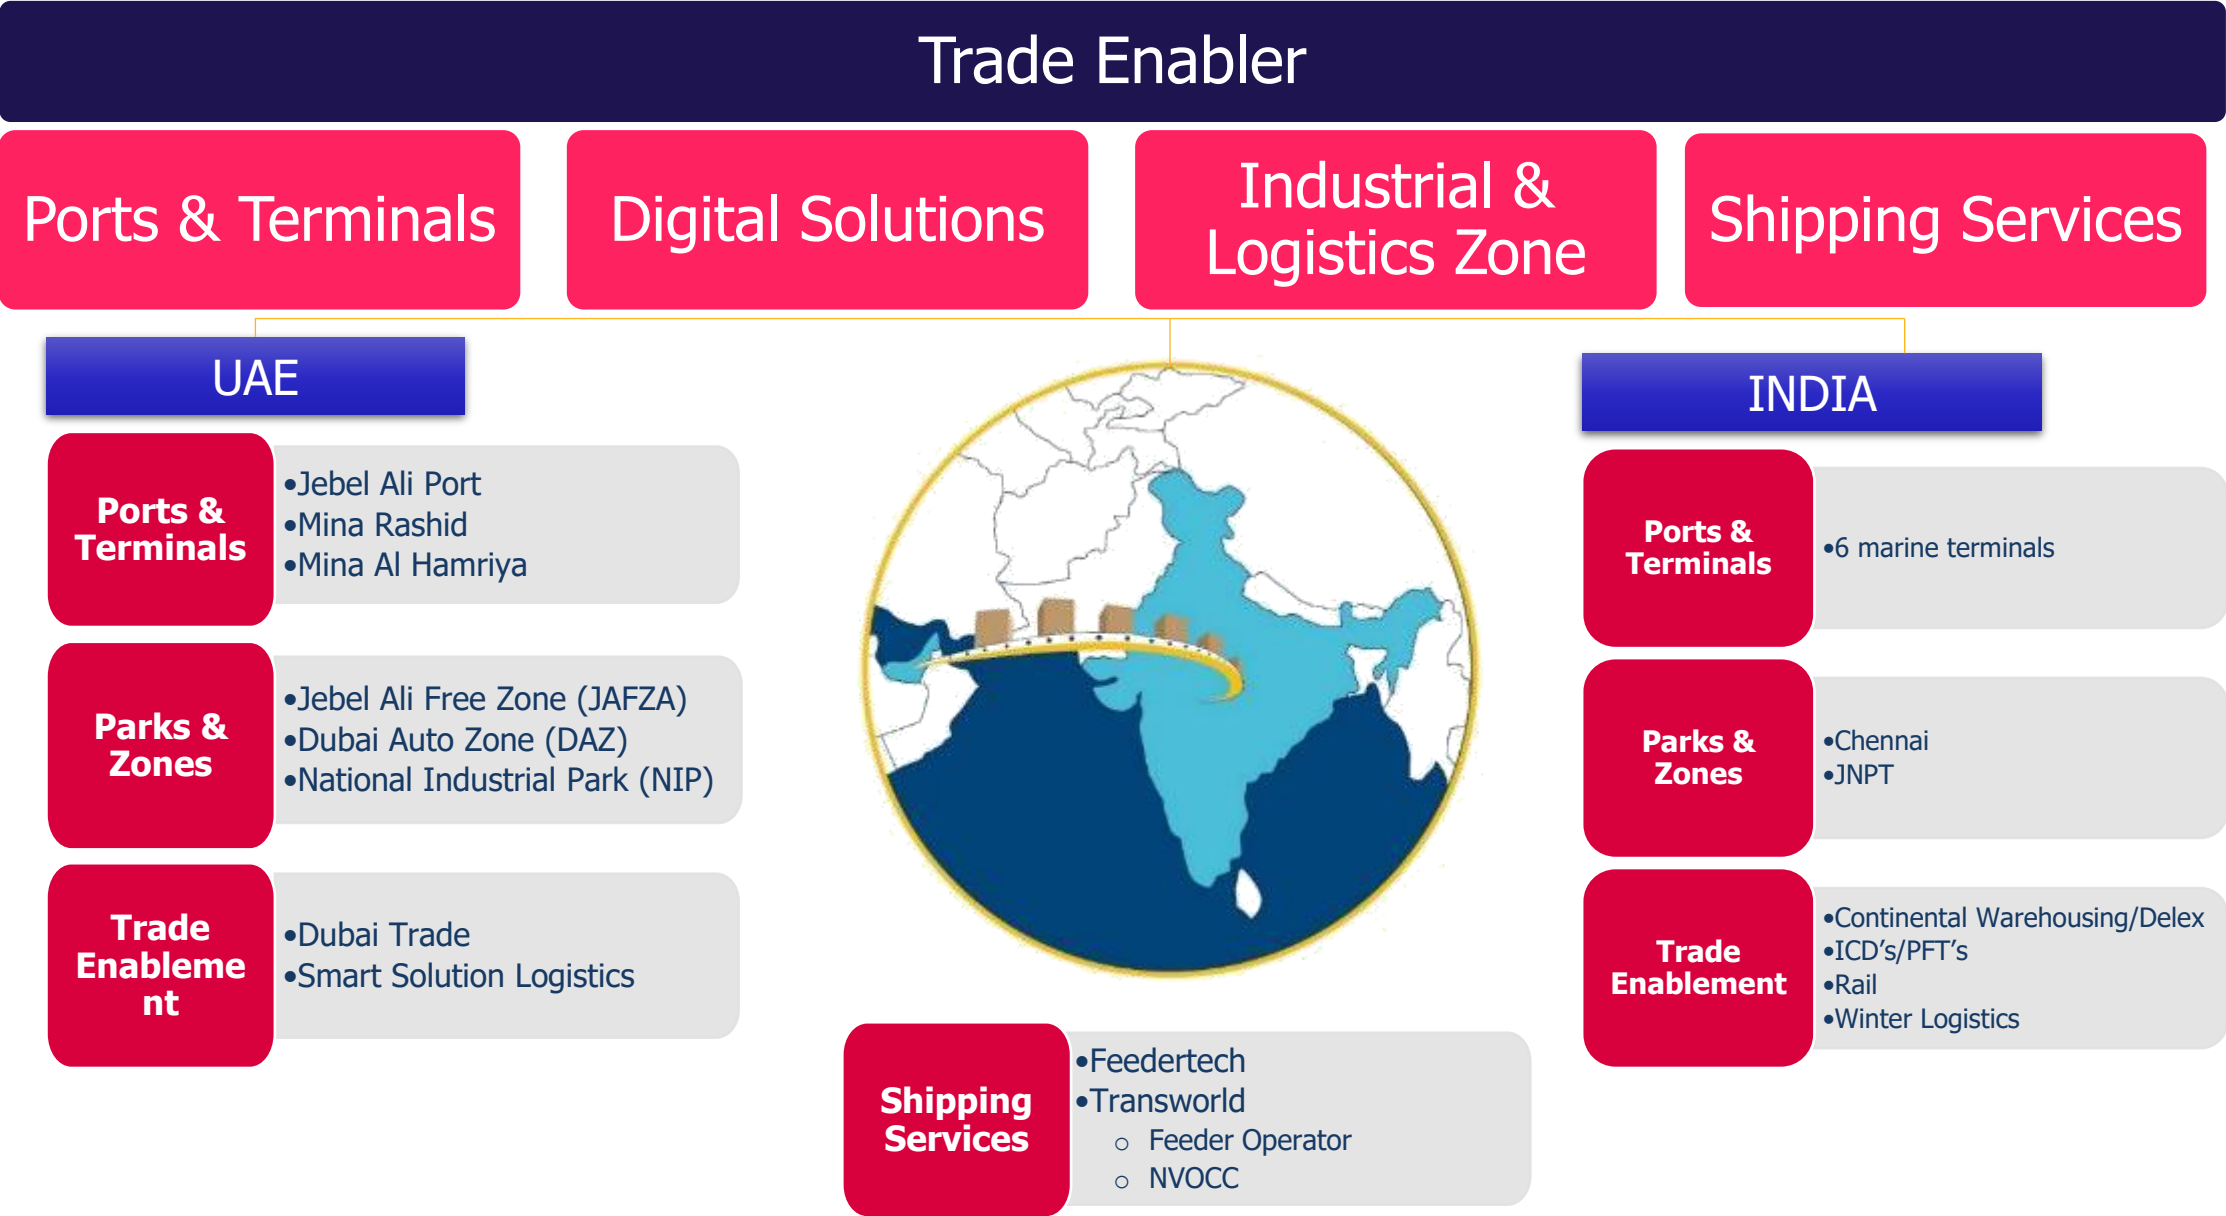 Trade Enabler
Ports & Terminals
Digital Solutions
Industrial &
Logistics Zone
Shipping Services
UAE
Ports &
Terminals
•Jebel Ali Port
•Mina Rashid
•Mina Al Hamriya
Parks &
Zones
•Jebel Ali Free Zone (JAFZA)
•Dubai Auto Zone (DAZ)
•National Industrial Park (NIP)
Trade
Enableme
nt
•Dubai Trade
•Smart Solution Logistics
Shipping
Services
•Feedertech
•Transworld
o Feeder Operator
o NVOCC
INDIA
Ports &
Terminals
•6 marine terminals
Parks &
Zones
•Chennai
•JNPT
Trade
Enablement
•Continental Warehousing/Delex
•ICD’s/PFT’s
•Rail
•Winter Logistics